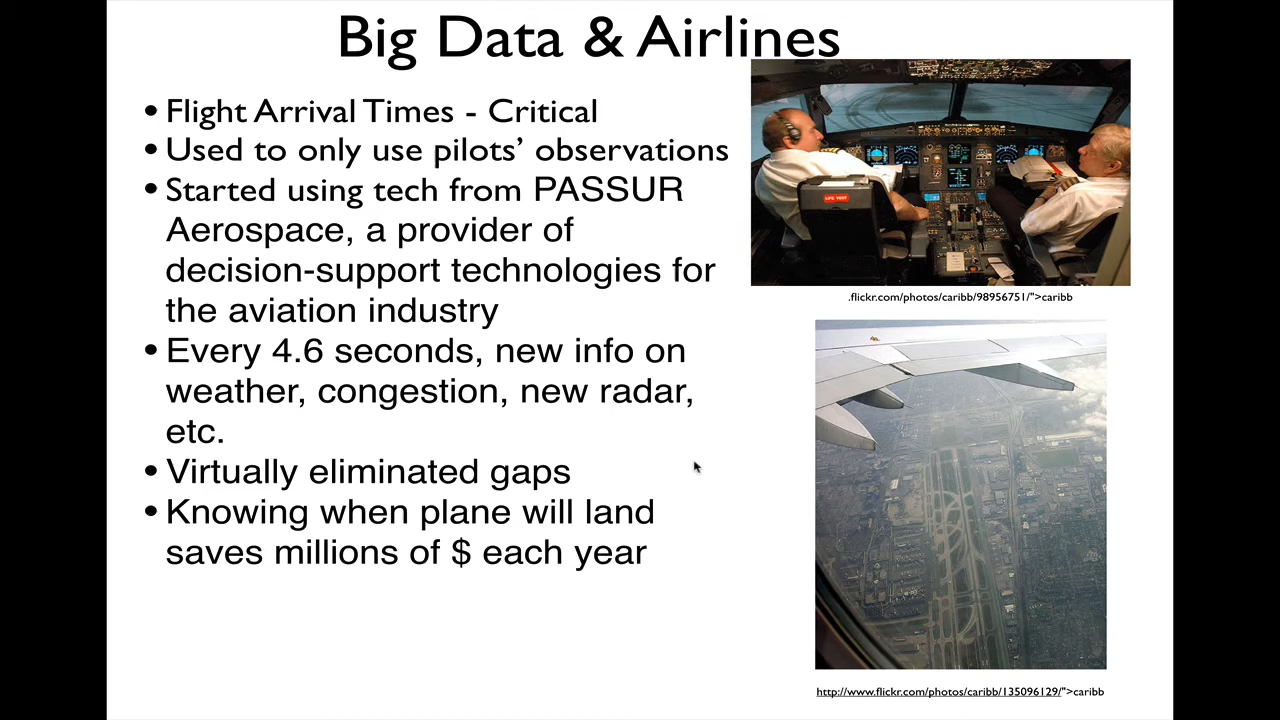 Big Data & Airlines
• Flight Arrival Times - Critical
• Used to only use pilots’ observations
• Started using tech from PASSUR
Aerospace, a provider of
decision-support technologies for
the aviation industry
• Every 4.6 seconds, new info on
weather, congestion, new radar,
etc.
• Virtually eliminated gaps
• Knowing when plane will land
saves millions of $ each year
.flickr.com/photos/caribb/98956751/">caribb
http://www.flickr.com/photos/caribb/135096129/">caribb